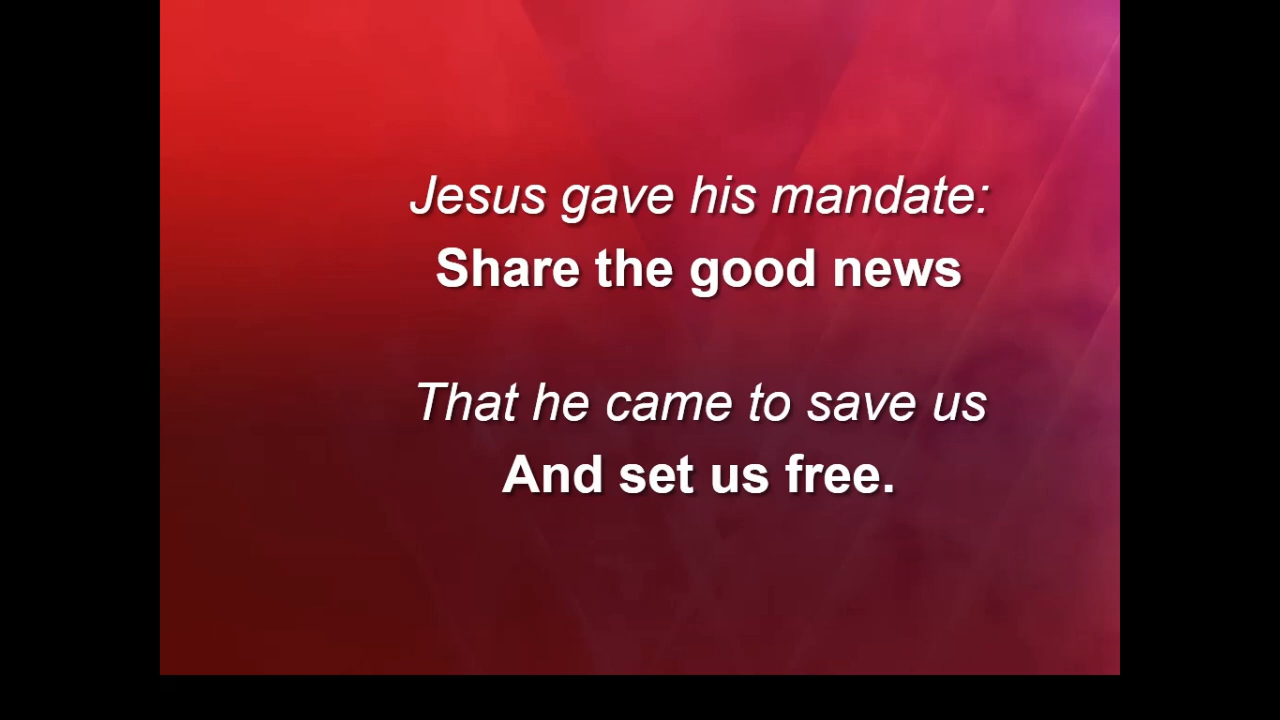 Jesus gave his mandate:
Share the good news
That he came to save us
And set us free.